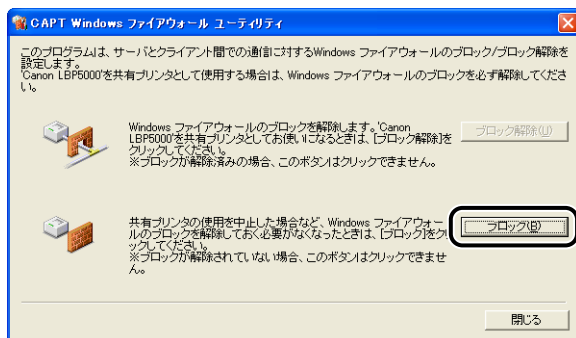 CAPT Windows ファイアウォール ユーティリティ
このプログラムは、サーバとクライアント間での通信に対するWindows ファイアウォールのブロック/ブロック解除を
設定します。
'Canon LBP5000'を共有プリンタとして使用する場合は、Windows ファイアウォールのブロックを必ず解除してくださ
い。
Windows ファイアウォールのブロックを解除します。'Canon
LBP5000'を共有プリンタとしてお使いになるときは、[ブロック解除]を
クリックしてください。
※ブロックが解除済みの場合、このボタンはクリックできません。
ブロック解除(U)
共有プリンタの使用を中止した場合など、Windows ファイアウォー
ルのブロックを解除しておく必要がなくなったときは、[ブロック]をクリ
ックしてください。
※ブロックが解除されていない場合、このボタンはクリックできませ
ん。
ブロック(B)
閉じる